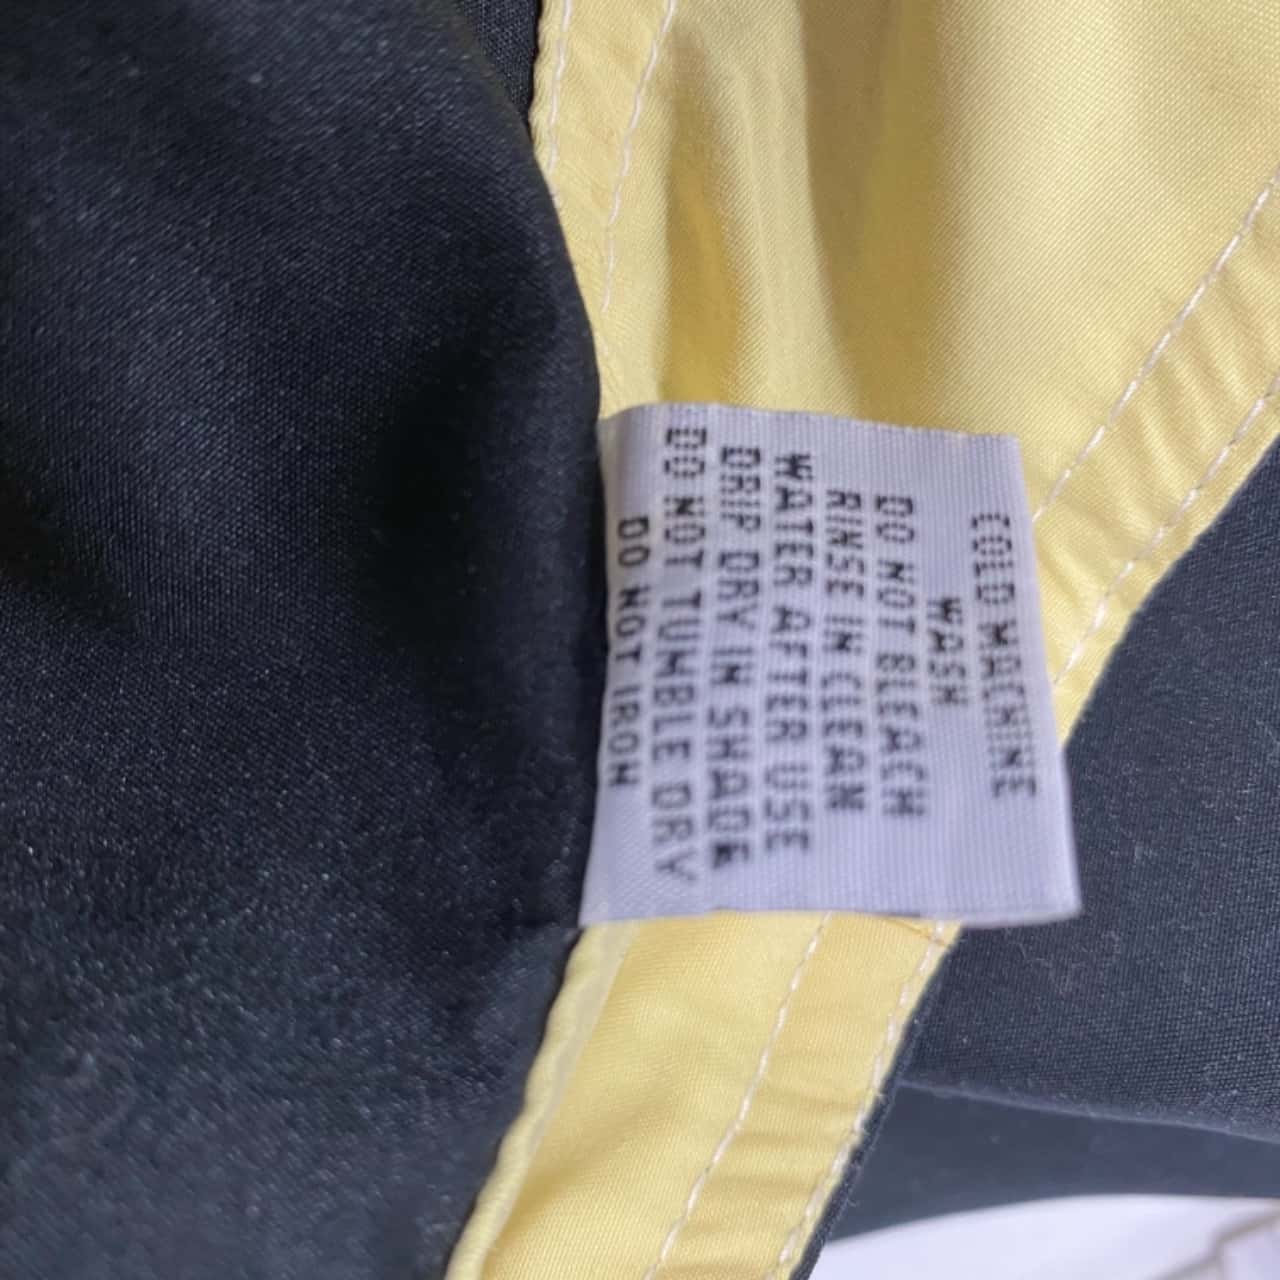 COLD MACHINE
WASH
DO NOT BLEACH
RINSE IN CLEAN
WATER AFTER USE
DRIP DRY IN SHADE
DO NOT TUMBLE DRY
DO NOT IRON